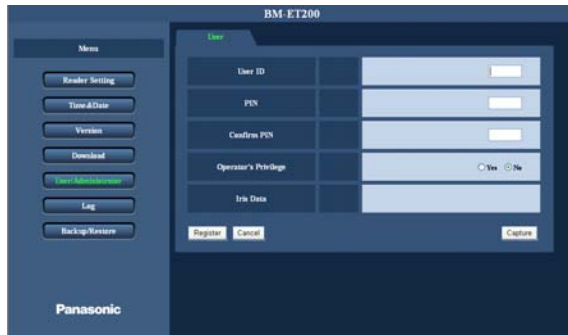 BM-ET200
Menu
Reader Setting
Time&Date
Version
Download
User/Administrator
Log
Backup/Restore
Panasonic
User
User ID
PIN
Confirm PIN
Operator's Privilege
Yes No
Iris Data
Register Cancel Capture